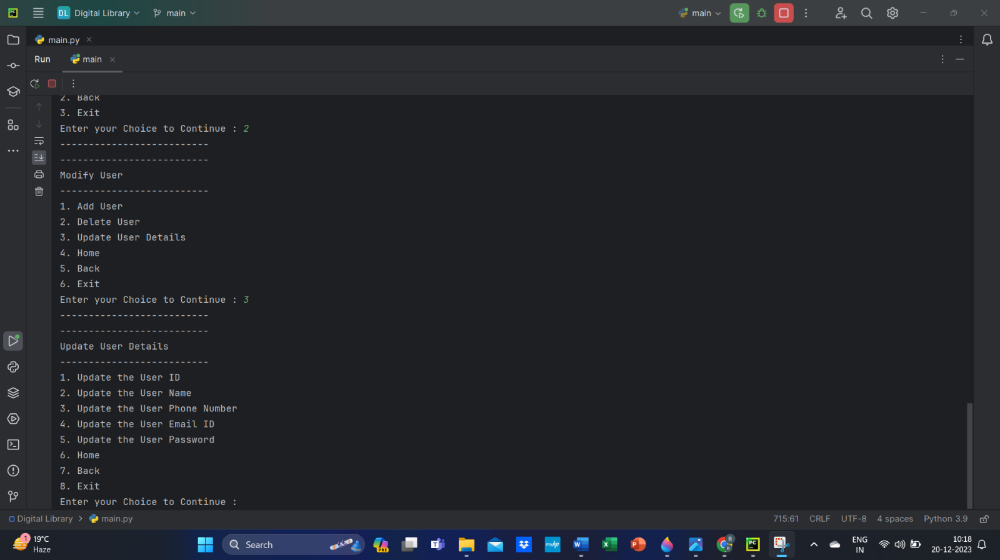 PC
DL Digital Library
main
main
main.py
Run
main
2. Back
3. Exit
Enter your Choice to Continue : 2
--------------------------
--------------------------
Modify User
--------------------------
1. Add User
2. Delete User
3. Update User Details
4. Home
5. Back
6. Exit
Enter your Choice to Continue : 3
--------------------------
--------------------------
Update User Details
--------------------------
1. Update the User ID
2. Update the User Name
3. Update the User Phone Number
4. Update the User Email ID
5. Update the User Password
6. Home
7. Back
8. Exit
Enter your Choice to Continue :
Digital Library > main.py
715:61 CRLF UTF-8 4 spaces Python 3.9
1
19°C
Haze
Search
PRE
myhp
W
X
P
B
B
PC
ENG
IN
10:18
20-12-2023